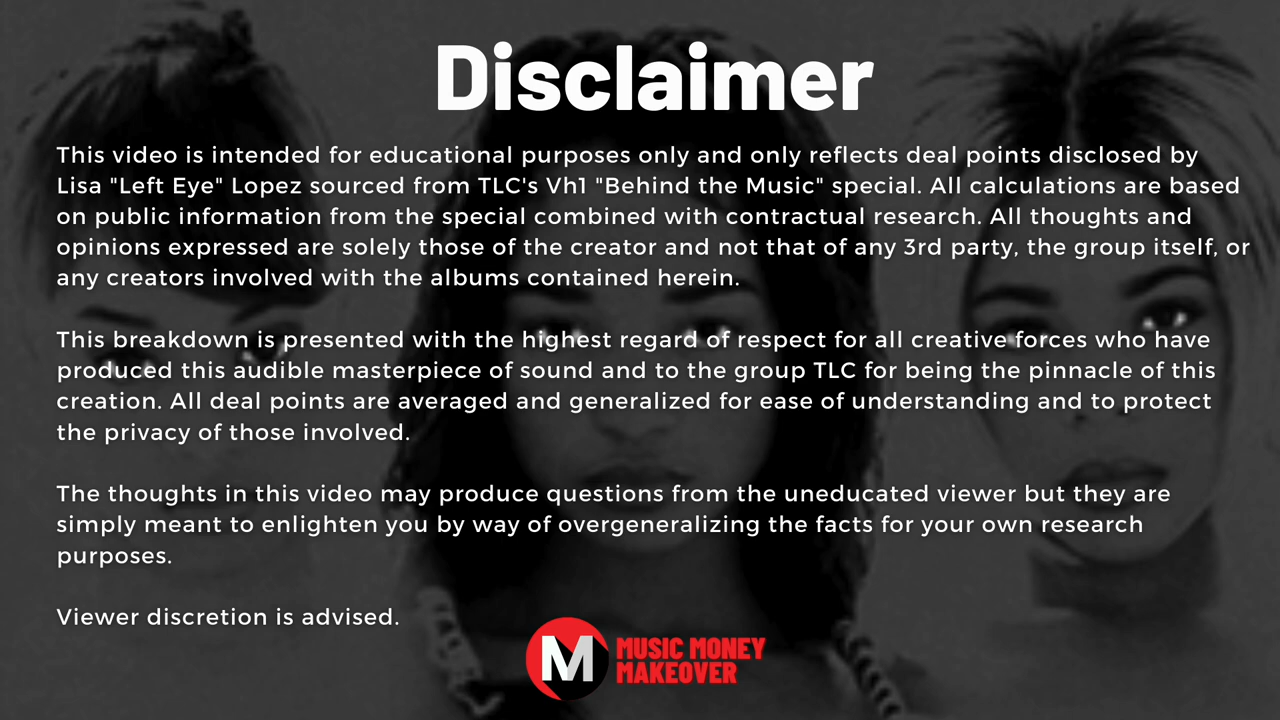 Disclaimer
This video is intended for educational purposes only and only reflects deal points disclosed by
Lisa "Left Eye" Lopez sourced from TLC's Vh1 "Behind the Music" special. All calculations are based
on public information from the special combined with contractual research. All thoughts and
opinions expressed are solely those of the creator and not that of any 3rd party, the group itself, or
any creators involved with the albums contained herein.
This breakdown is presented with the highest regard of respect for all creative forces who have
produced this audible masterpiece of sound and to the group TLC for being the pinnacle of this
creation. All deal points are averaged and generalized for ease of understanding and to protect
the privacy of those involved.
The thoughts in this video may produce questions from the uneducated viewer but they are
simply meant to enlighten you by way of overgeneralizing the facts for your own research
purposes.
Viewer discretion is advised.
M
MUSIC MONEY
MAKEOVER